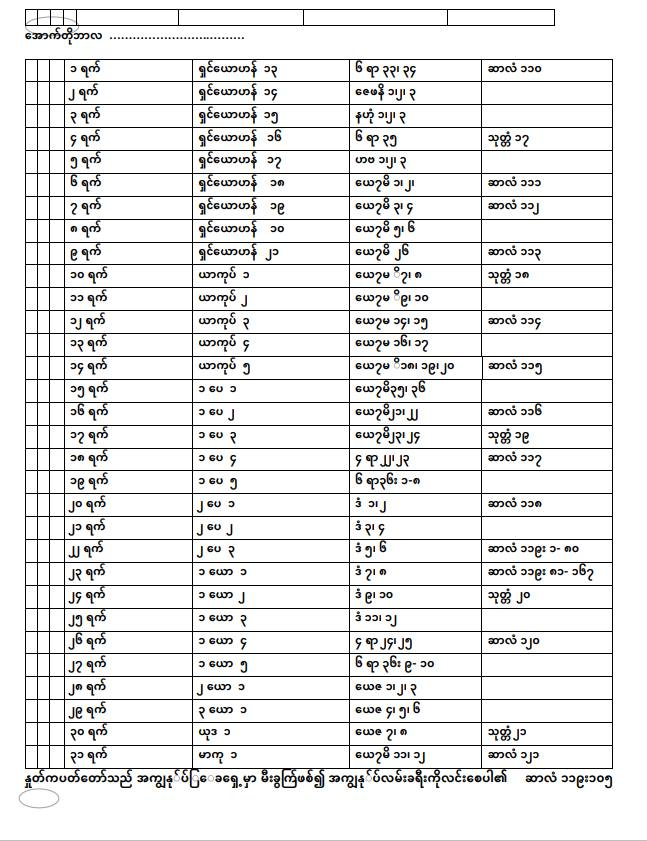 အောက်တိုဘာလ ......................................
၁ ရက် ရှင်ယောဟန် ၁၃ ၆ ရာ ၃၃၊ ၃၄ ဆာလံ ၁၁၀
၂ ရက် ရှင်ယောဟန် ၁၄ ဇေဖနိ ၁၊၂၊ ၃
၃ ရက် ရှင်ယောဟန် ၁၅ နဟုံ ၁၊၂၊ ၃
၄ ရက် ရှင်ယောဟန် ၁၆ ၆ ရာ ၃၅ သုတ္တံ ၁၇
၅ ရက် ရှင်ယောဟန် ၁၇ ဟဗ ၁၊၂၊ ၃
၆ ရက် ရှင်ယောဟန် ၁၈ ယေ၇မိ ၁၊ ၂၊ ဆာလံ ၁၁၁
၇ ရက် ရှင်ယောဟန် ၁၉ ယေ၇မိ ၃၊ ၄ ဆာလံ ၁၁၂
၈ ရက် ရှင်ယောဟန် ၁၀ ယေ၇မိ ၅၊ ၆
၉ ရက် ရှင်ယောဟန် ၂၁ ယေ၇မိ ၂၆ ဆာလံ ၁၁၃
၁၀ ရက် ယာကုပ် ၁ ယေ၇မ ိ၇၊ ၈ သုတ္တံ ၁၈
၁၁ ရက် ယာကုပ် ၂ ယေ၇မ ိ၉၊ ၁၀
၁၂ ရက် ယာကုပ် ၃ ယေ၇မ ၁၄၊ ၁၅ ဆာလံ ၁၁၄
၁၃ ရက် ယာကုပ် ၄ ယေ၇မ ၁၆၊ ၁၇
၁၄ ရက် ယာကုပ် ၅ ယေ၇မ ိ၁၈၊ ၁၉၊၂၀ ဆာလံ ၁၁၅
၁၅ ရက် ၁ ပေ ၁ ယေ၇မိ၃၅၊ ၃၆
၁၆ ရက် ၁ ပေ ၂ ယေ၇မိ၂၁၊၂၂ ဆာလံ ၁၁၆
၁၇ ရက် ၁ ပေ ၃ ယေ၇မိ၂၃၊၂၄ သုတ္တံ ၁၉
၁၈ ရက် ၁ ပေ ၄ ၄ ရာ၂၂၊၂၃ ဆာလံ ၁၁၇
၁၉ ရက် ၁ ပေ ၅ ၆ ရာ၃၆း ၁-၈
၂၀ ရက် ၂ ပေ ၁ ဒံ ၁၊၂ ဆာလံ ၁၁၈
၂၁ ရက် ၂ ပေ ၂ ဒံ ၃၊ ၄
၂၂ ရက် ၂ ပေ ၃ ဒံ ၅၊ ၆ ဆာလံ ၁၁၉း ၁- ၈၀
၂၃ ရက် ၁ ယော ၁ ဒံ ၇၊ ၈ ဆာလံ ၁၁၉း ၈၁- ၁၆၇
၂၄ ရက် ၁ ယော ၂ ဒံ ၉၊ ၁၀ သုတ္တံ ၂၀
၂၅ ရက် ၁ ယော ၃ ဒံ ၁၁၊ ၁၂
၂၆ ရက် ၁ ယော ၄ ၄ ရာ၂၄၊၂၅ ဆာလံ ၁၂၀
၂၇ ရက် ၁ ယော ၅ ၆ ရာ ၃၆း ၉- ၁၀
၂၈ ရက် ၂ ယော ၁ ယေဇ ၁၊ ၂၊ ၃
၂၉ ရက် ၃ ယော ၁ ယေဇ ၄၊ ၅၊ ၆
၃၀ ရက် ယုဒ ၁ ယေဇ ၇၊ ၈ သုတ္တံ၂၁
၃၁ ရက် မာကု ၁ ယေ၇မိ ၁၁၊ ၁၂ ဆာလံ ၁၂၁
နှုတ်ကပတ်တော်သည် အကျွနု်ပ်ြေခရှေ့မှာ မီးခွက်ဖြစ်၍ အကျွနု်ပ်လမ်းခရီးကိုလင်းစေပါ၏ ဆာလံ ၁၁၉း၁၀၅